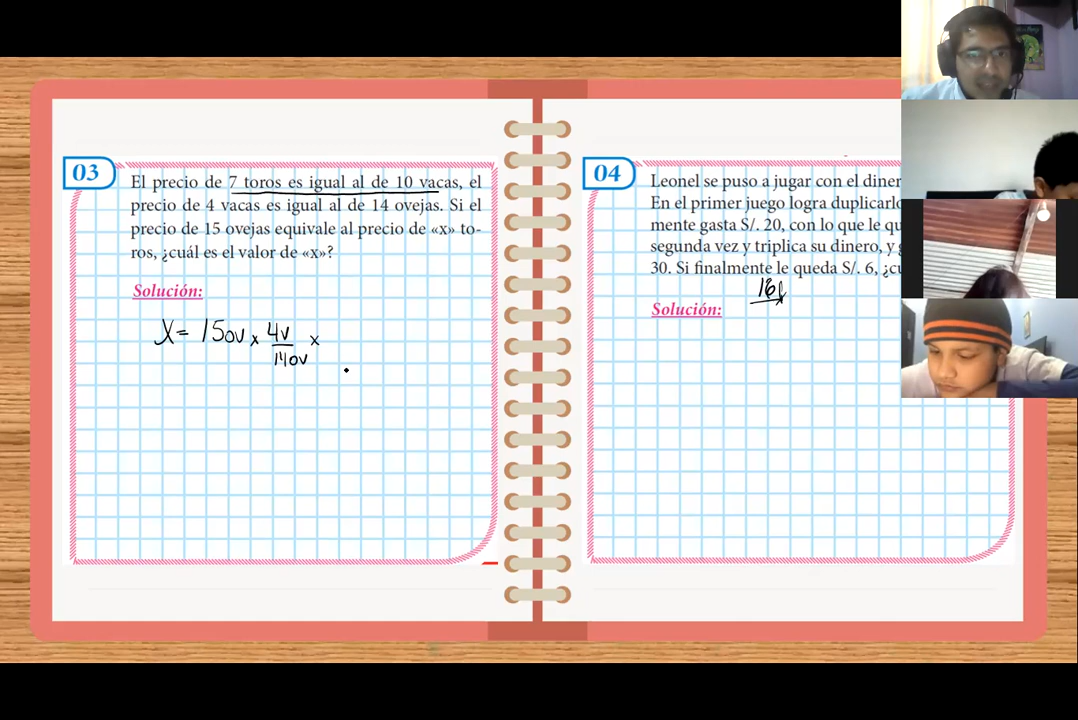 03
El precio de 7 toros es igual al de 10 vacas, el
precio de 4 vacas es igual al de 14 ovejas. Si el
precio de 15 ovejas equivale al precio de «x» to-
ros, ¿cuál es el valor de «x»?
Solución:
X = 15ov x 4v x
14ov
04
Leonel se puso a jugar con el diner
En el primer juego logra duplicarlo
mente gasta S/. 20, con lo que le qu
segunda vez y triplica su dinero, y g
30. Si finalmente le queda S/. 6, ¿cu
Solución: